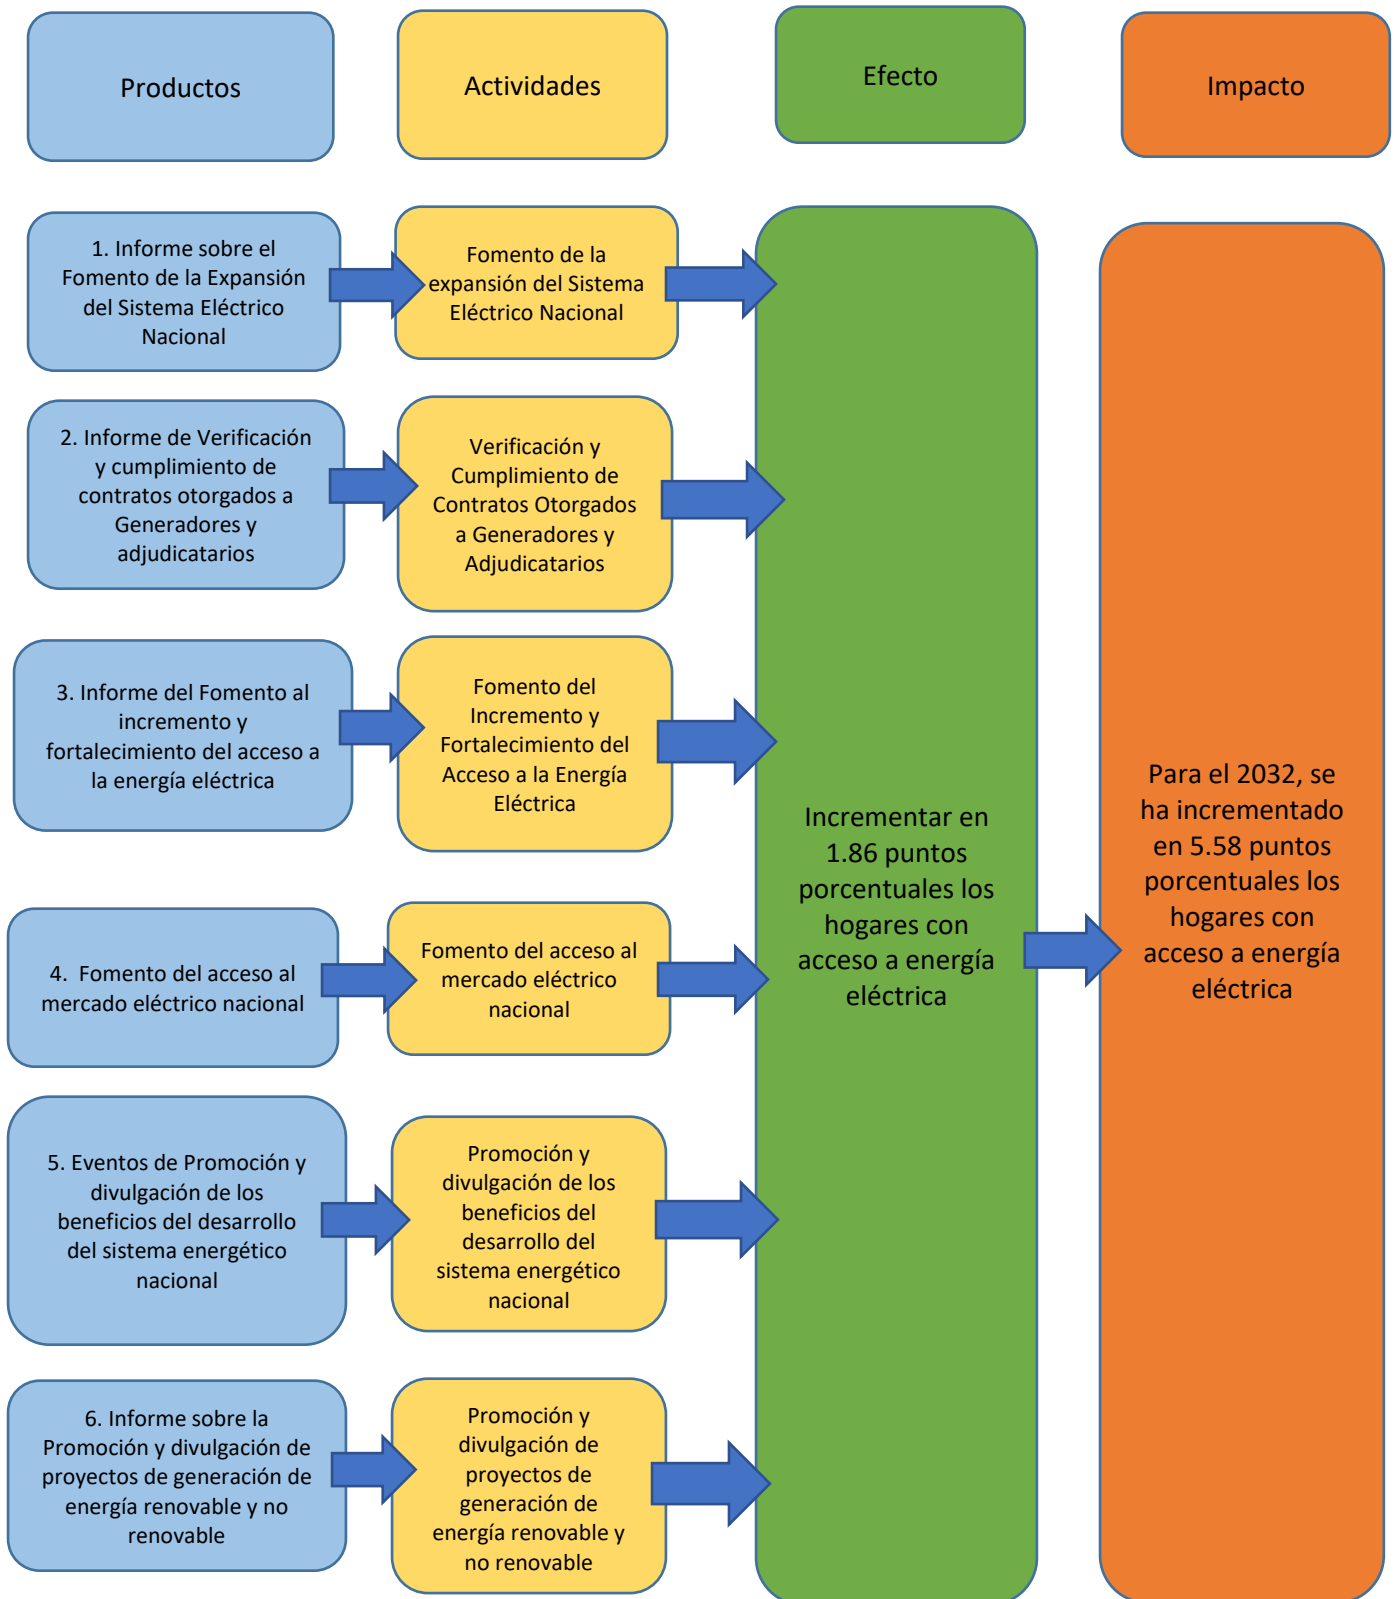 Productos
Actividades
Efecto
Impacto
1. Informe sobre el
Fomento de la Expansión
del Sistema Eléctrico
Nacional
Fomento de la
expansión del Sistema
Eléctrico Nacional
2. Informe de Verificación
y cumplimiento de
contratos otorgados a
Generadores y
adjudicatarios
Verificación y
Cumplimiento de
Contratos Otorgados
a Generadores y
Adjudicatarios
3. Informe del Fomento al
incremento y
fortalecimiento del acceso a
la energía eléctrica
Fomento del
Incremento y
Fortalecimiento del
Acceso a la Energía
Eléctrica
4. Fomento del acceso al
mercado eléctrico nacional
Fomento del acceso al
mercado eléctrico
nacional
5. Eventos de Promoción y
divulgación de los
beneficios del desarrollo
del sistema energético
nacional
Promoción y
divulgación de los
beneficios del
desarrollo del
sistema energético
nacional
6. Informe sobre la
Promoción y divulgación de
proyectos de generación de
energía renovable y no
renovable
Promoción y
divulgación de
proyectos de
generación de
energía renovable y
no renovable
Incrementar en
1.86 puntos
porcentuales los
hogares con
acceso a energía
eléctrica
Para el 2032, se
ha incrementado
en 5.58 puntos
porcentuales los
hogares con
acceso a energía
eléctrica